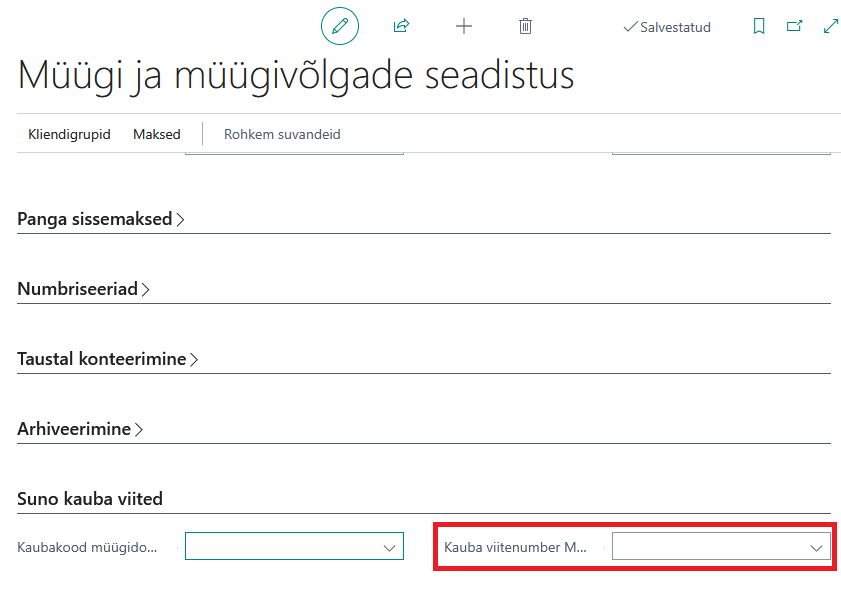 Salvestatud
Müügi ja müügivõlgade seadistus
Kliendigrupid Maksed Rohkem suvandeid
Panga sissemaksed
Numbriseeriad
Taustal konteerimine
Arhiveerimine
Suno kauba viited
Kaubakood müügido... Kauba viitenumber M...